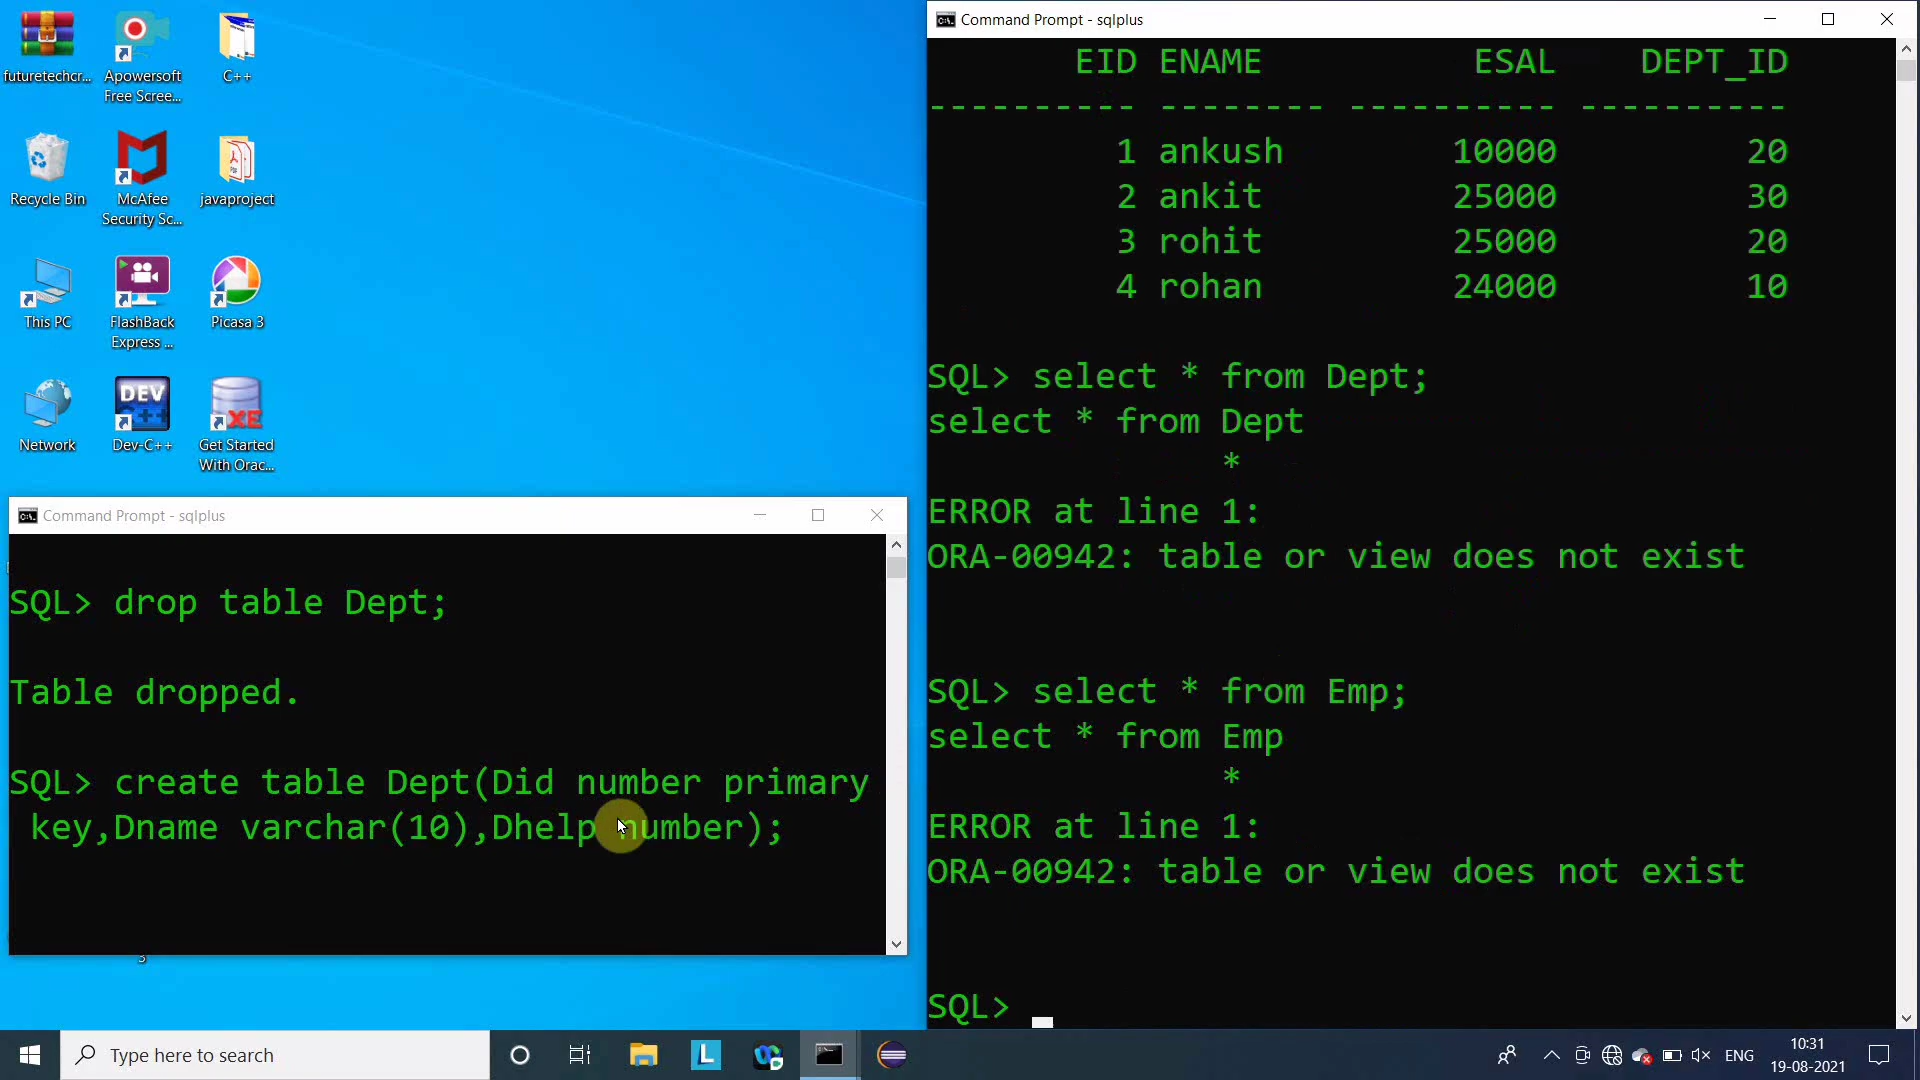 futuretechcr...
Apowersoft
Free Scree...
C++
Recycle Bin
McAfee
Security Sc...
javaproject
This PC
FlashBack
Express ...
Picasa 3
Network
DEV
C++
Dev-C++
XE
Get Started
With Orac...
3
Command Prompt - sqlplus
SQL> drop table Dept;
Table dropped.
SQL> create table Dept(Did number primary
key,Dname varchar(10),Dhelp number);
Command Prompt - sqlplus
EID ENAME ESAL DEPT_ID
---------- -------- ---------- ----------
1 ankush 10000 20
2 ankit 25000 30
3 rohit 25000 20
4 rohan 24000 10
SQL> select * from Dept;
select * from Dept
*
ERROR at line 1:
ORA-00942: table or view does not exist
SQL> select * from Emp;
select * from Emp
*
ERROR at line 1:
ORA-00942: table or view does not exist
SQL>
Type here to search
L
ENG
10:31
19-08-2021